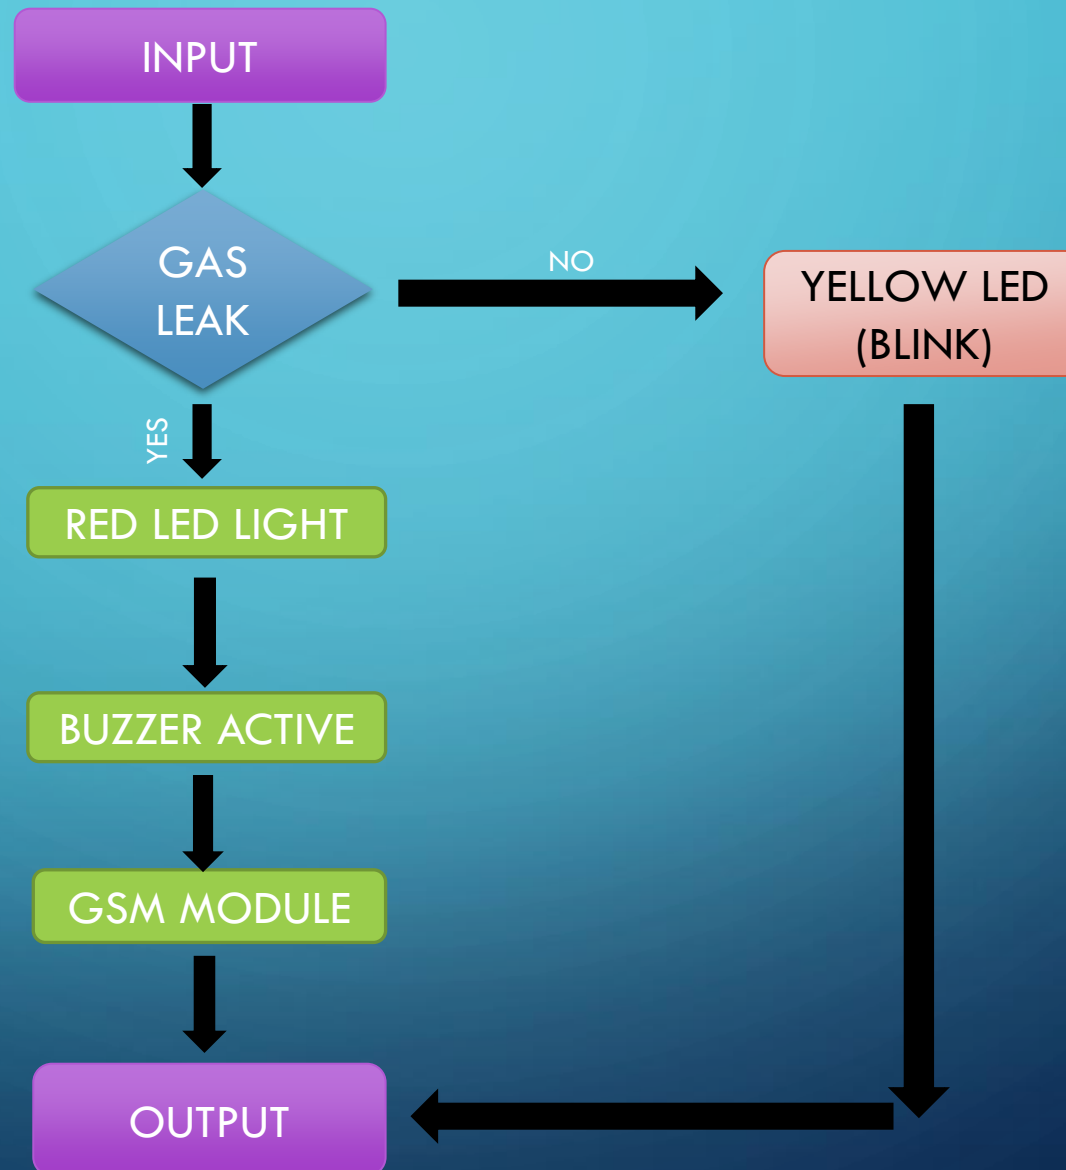 INPUT
GAS
LEAK
NO
YELLOW LED
(BLINK)
YES
RED LED LIGHT
BUZZER ACTIVE
GSM MODULE
OUTPUT